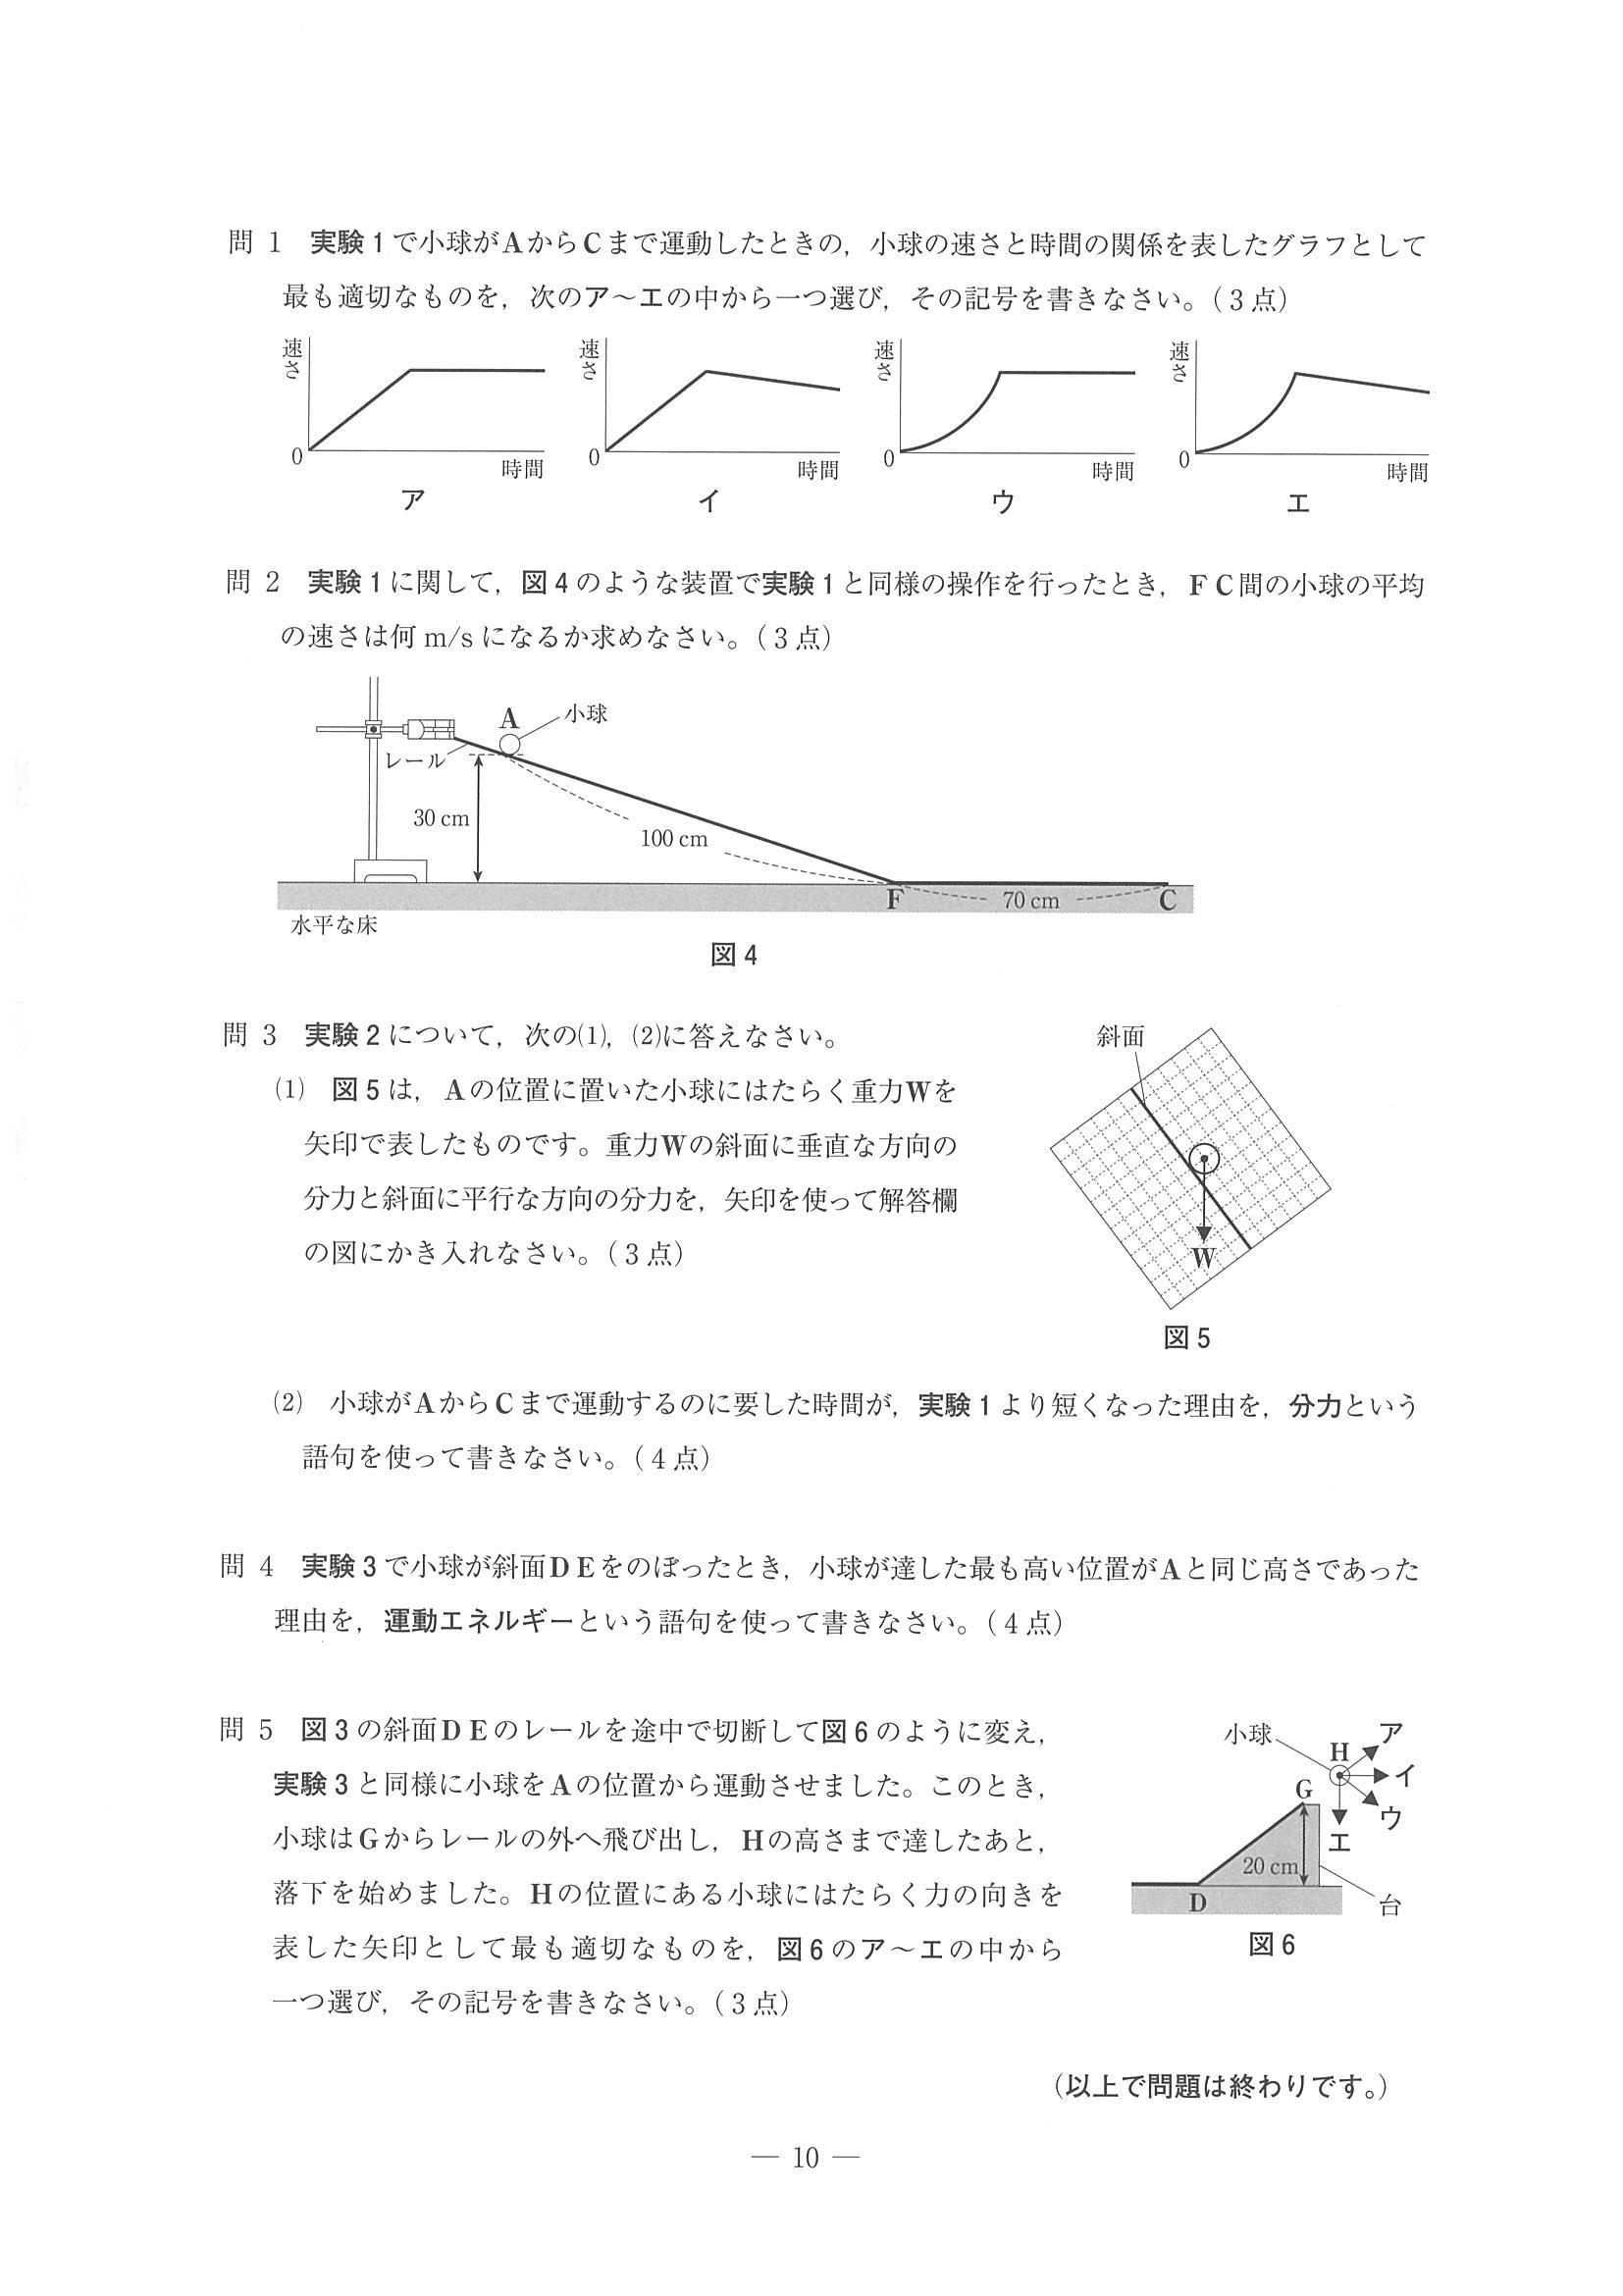 問 1　実験1で小球がAからCまで運動したときの，小球の速さと時間の関係を表したグラフとして
最も適切なものを，次のア～エの中から一つ選び，その記号を書きなさい。（3点）
速さ
0
時間
ア
速さ
0
時間
イ
速さ
0
時間
ウ
速さ
0
時間
エ
問 2　実験1に関して，図4のような装置で実験1と同様の操作を行ったとき，FC間の小球の平均
の速さは何 m/s になるか求めなさい。（3点）
A
小球
レール
30 cm
100 cm
F
70 cm
C
水平な床
図4
問 3　実験2について，次の(1)，(2)に答えなさい。
(1)　図5は，Aの位置に置いた小球にはたらく重力Wを
矢印で表したものです。重力Wの斜面に垂直な方向の
分力と斜面に平行な方向の分力を，矢印を使って解答欄
の図にかき入れなさい。（3点）
斜面
W
図5
(2)　小球がAからCまで運動するのに要した時間が，実験1より短くなった理由を，分力という
語句を使って書きなさい。（4点）
問 4　実験3で小球が斜面DEをのぼったとき，小球が達した最も高い位置がAと同じ高さであった
理由を，運動エネルギーという語句を使って書きなさい。（4点）
問 5　図3の斜面DEのレールを途中で切断して図6のように変え，
実験3と同様に小球をAの位置から運動させました。このとき，
小球はGからレールの外へ飛び出し，Hの高さまで達したあと，
落下を始めました。Hの位置にある小球にはたらく力の向きを
表した矢印として最も適切なものを，図6のア～エの中から
一つ選び，その記号を書きなさい。（3点）
小球
H
ア
イ
G
ウ
エ
20 cm
D
台
図6
（以上で問題は終わりです。）
― 10 ―